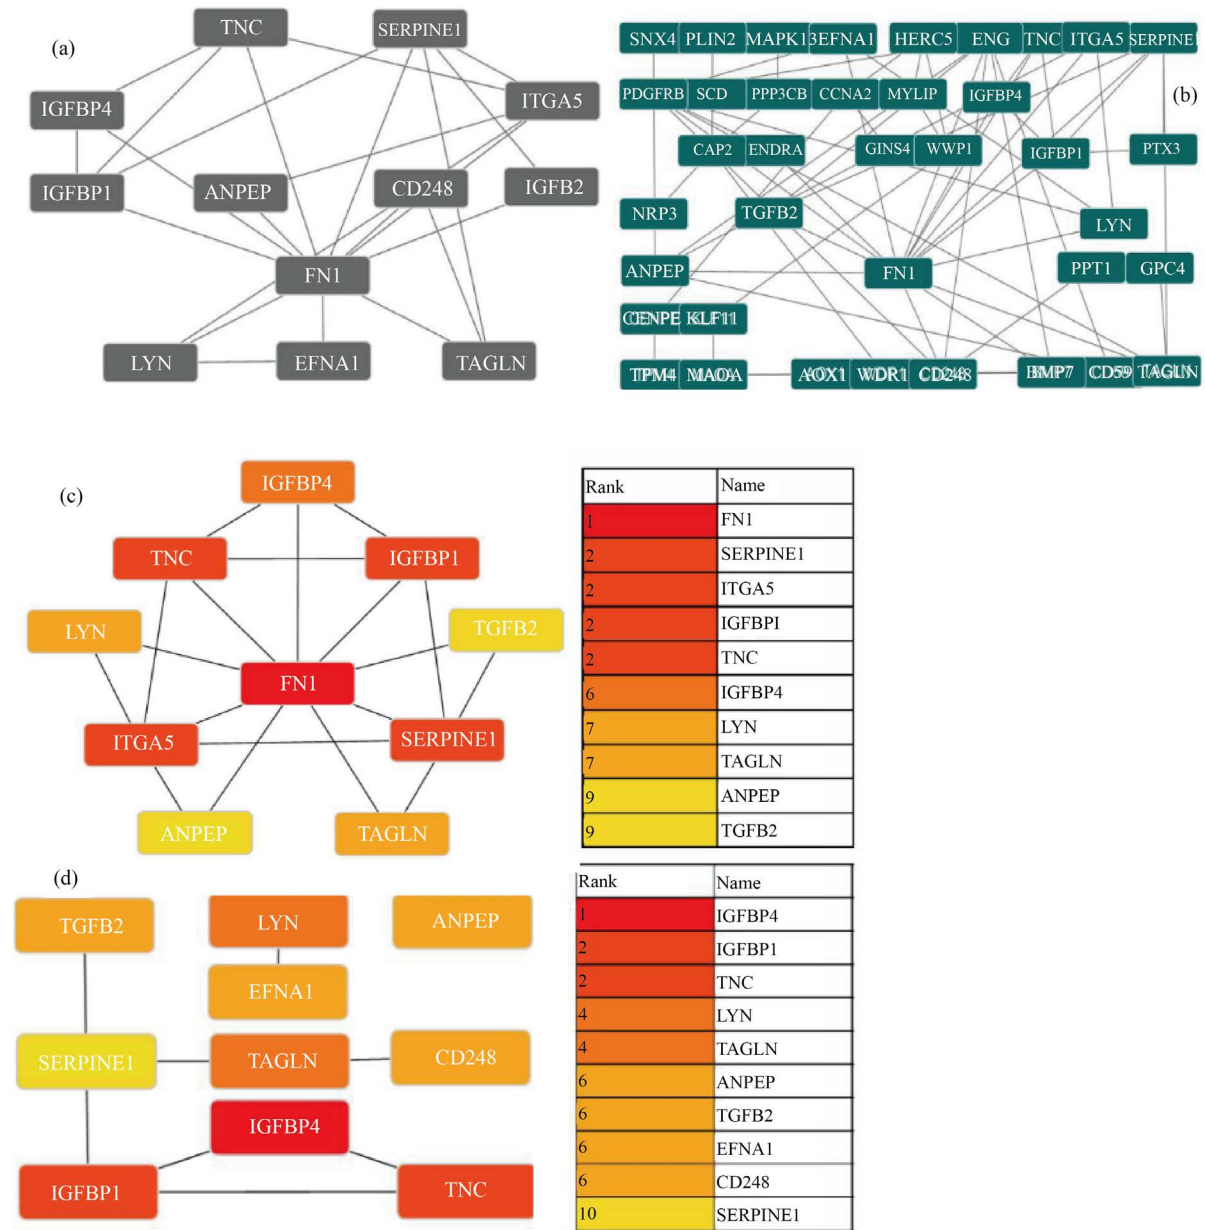 (a)
TNC
SERPINE1
IGFBP4
ITGA5
IGFBP1
ANPEP
CD248
IGFB2
FN1
LYN
EFNA1
TAGLN
(b)
SNX4 PLIN2 MAPK1 3EFNA1 HERC5 ENG TNC ITGA5 SERPINE1
PDGFRB SCD PPP3CB CCNA2 MYLIP IGFBP4
CAP2 ENDRA GINS4 WWP1 IGFBP1 PTX3
NRP3 TGFB2 LYN
ANPEP FN1 PPT1 GPC4
CENPE KLF11
TPM4 MAOA AOX1 WDR1 CD248 BMP7 CD59 TAGLN
(c)
IGFBP4
TNC IGFBP1
LYN TGFB2
FN1
ITGA5 SERPINE1
ANPEP TAGLN
Rank Name
1 FN1
2 SERPINE1
2 ITGA5
2 IGFBPI
2 TNC
6 IGFBP4
7 LYN
7 TAGLN
9 ANPEP
9 TGFB2
(d)
TGFB2 LYN ANPEP
EFNA1
SERPINE1 TAGLN CD248
IGFBP4
IGFBP1 TNC
Rank Name
1 IGFBP4
2 IGFBP1
2 TNC
4 LYN
4 TAGLN
6 ANPEP
6 TGFB2
6 EFNA1
6 CD248
10 SERPINE1